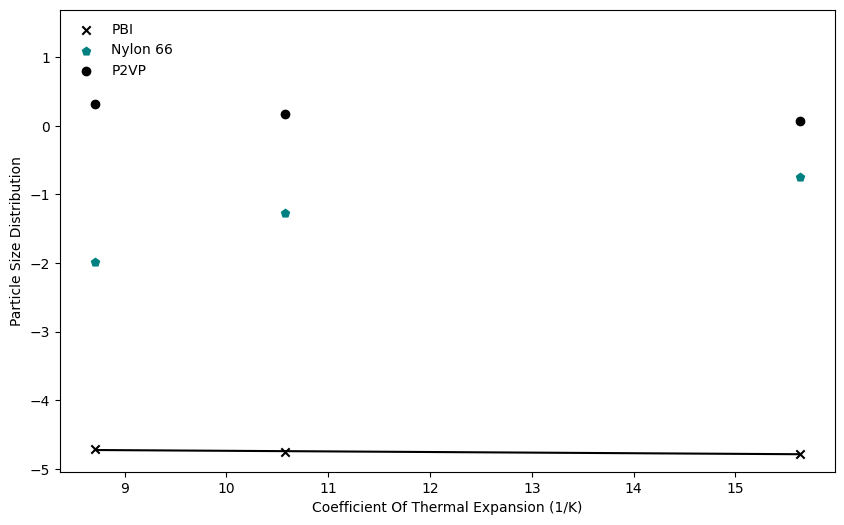 PBI
Nylon 66
P2VP
1
0
−1
−2
−3
−4
−5
Particle Size Distribution
9 10 11 12 13 14 15
Coefficient Of Thermal Expansion (1/K)